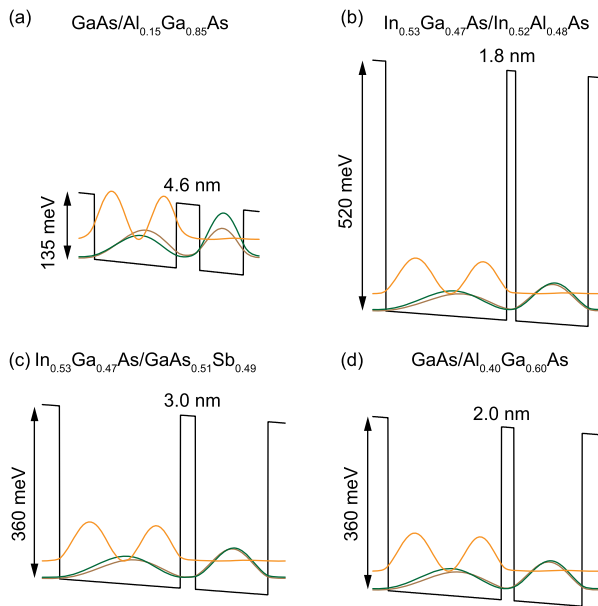 (a) GaAs/Al0.15Ga0.85As
4.6 nm
135 meV
(b) In0.53Ga0.47As/In0.52Al0.48As
1.8 nm
520 meV
(c) In0.53Ga0.47As/GaAs0.51Sb0.49
3.0 nm
360 meV
(d) GaAs/Al0.40Ga0.60As
2.0 nm
360 meV